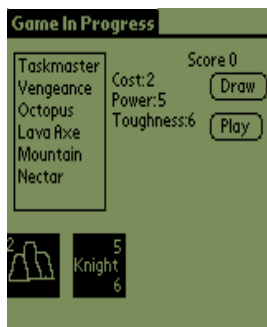 Game In Progress
Taskmaster
Vengeance
Octopus
Lava Axe
Mountain
Nectar
Score 0
Cost:2
Power:5
Toughness:6
Draw
Play
2
Knight
5
6